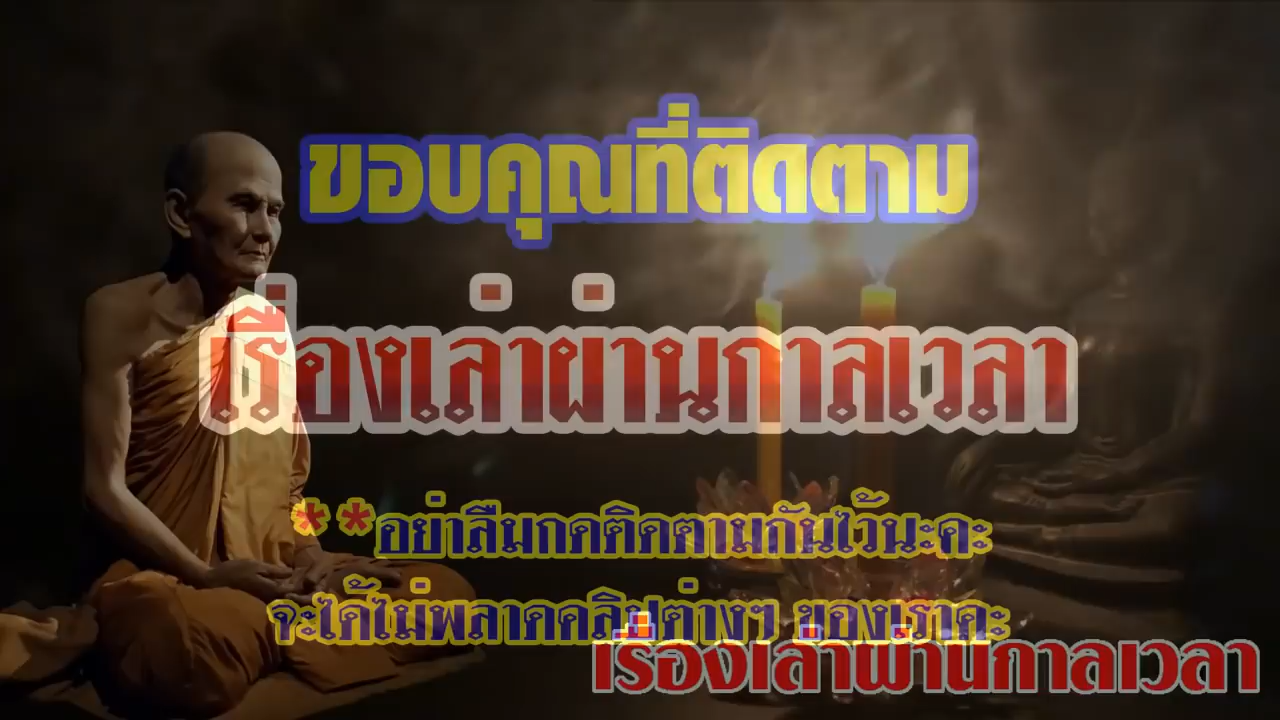 ขอบคุณที่ติดตาม
เรื่องเล่าผ่านกาลเวลา
**อย่าลืมกดติดตามกันไว้นะคะ
จะได้ไม่พลาดคลิปต่างๆ ของเราคะ
เรื่องเล่าผ่านกาลเวลา